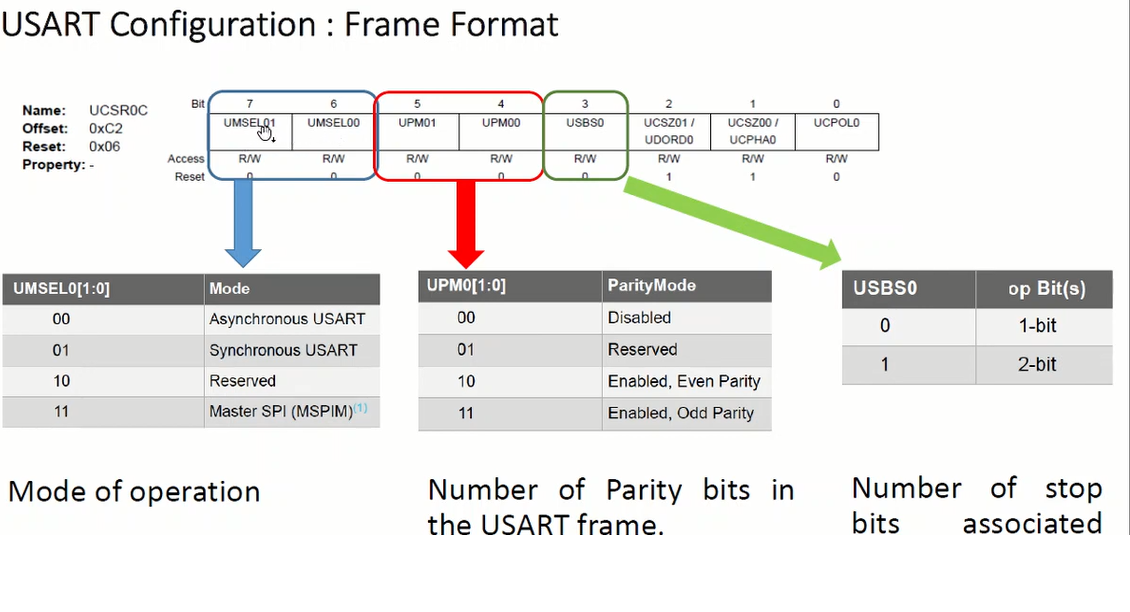 USART Configuration : Frame Format
Name: UCSR0C
Offset: 0xC2
Reset: 0x06
Property: -
Bit 7 6 5 4 3 2 1 0
UMSEL01 UMSEL00 UPM01 UPM00 USBS0 UCSZ01 / UDORD0 UCSZ00 / UCPHA0 UCPOL0
Access R/W R/W R/W R/W R/W R/W R/W R/W
Reset 0 0 0 0 0 1 1 0
UMSEL0[1:0] Mode
00 Asynchronous USART
01 Synchronous USART
10 Reserved
11 Master SPI (MSPIM)(1)
UPM0[1:0] ParityMode
00 Disabled
01 Reserved
10 Enabled, Even Parity
11 Enabled, Odd Parity
USBS0 op Bit(s)
0 1-bit
1 2-bit
Mode of operation
Number of Parity bits in
the USART frame.
Number of stop
bits associated